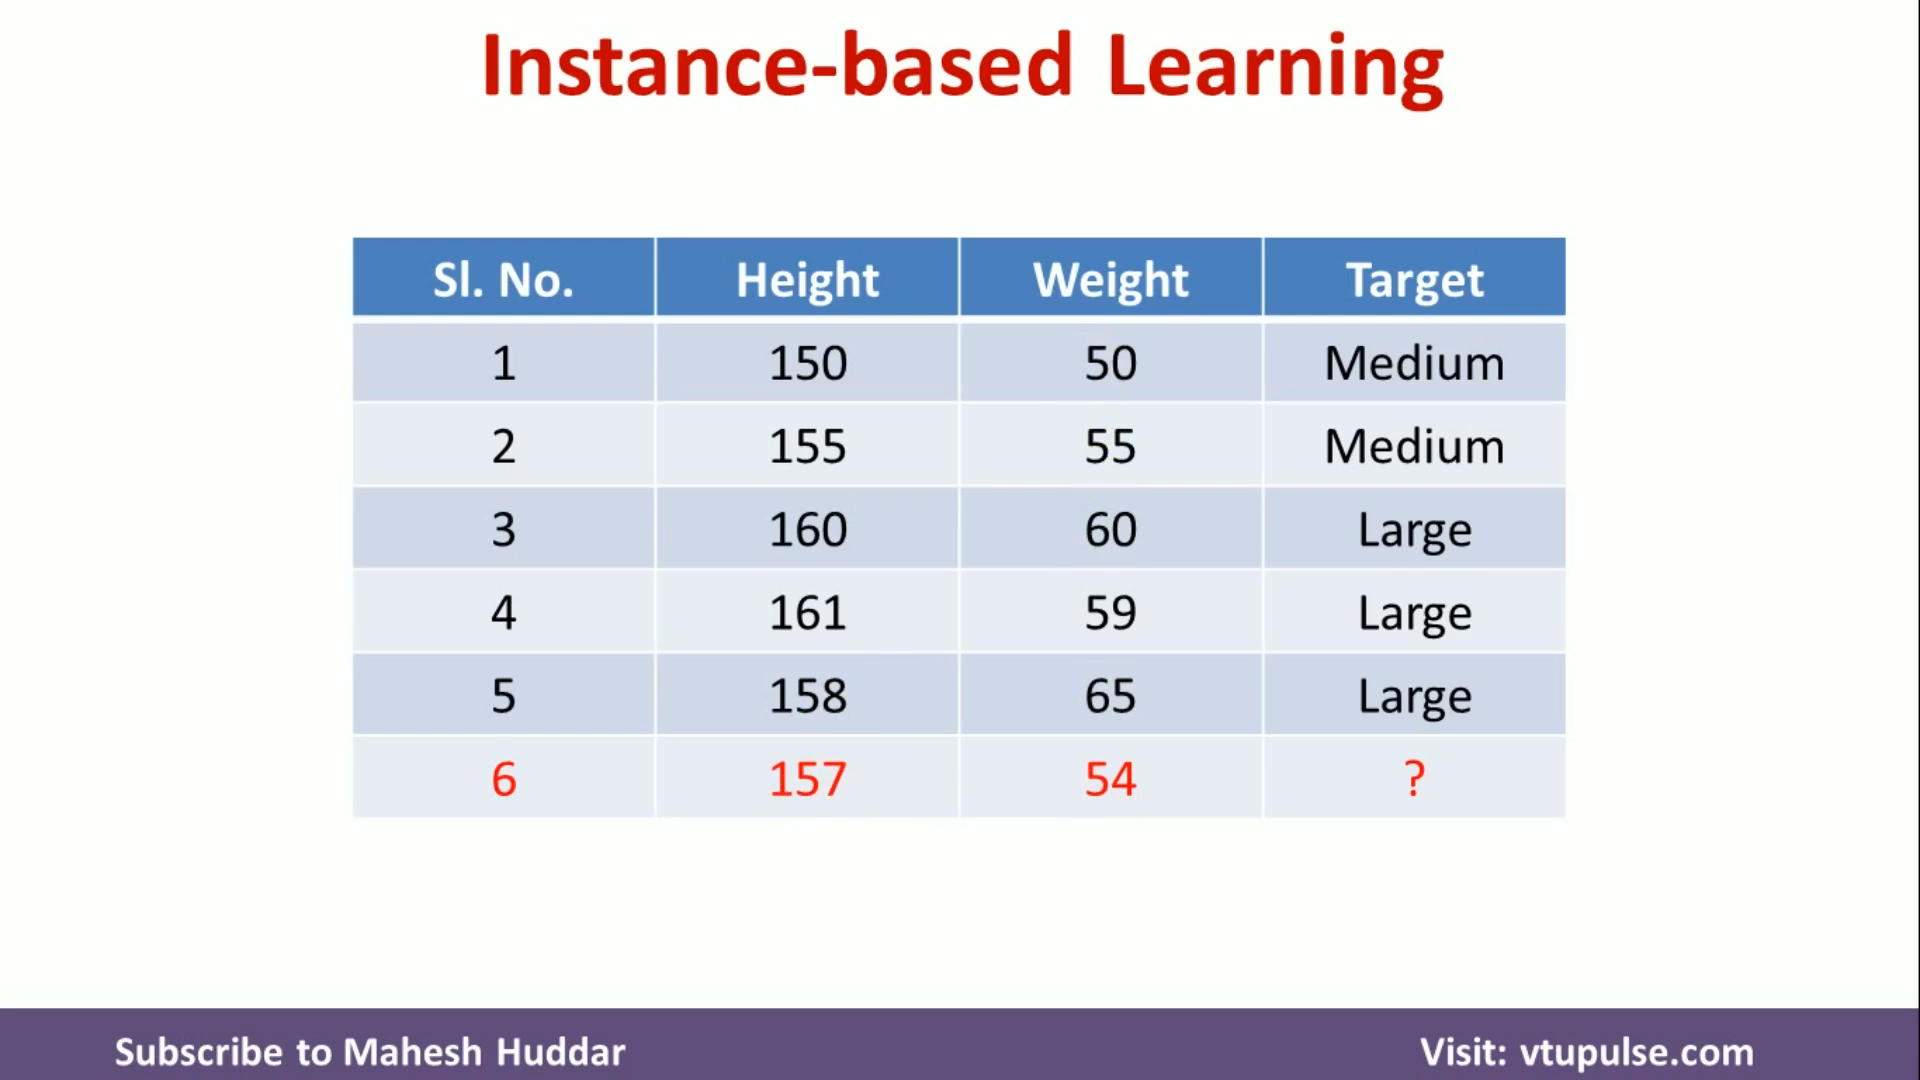 Instance-based Learning
Sl. No. Height Weight Target
1 150 50 Medium
2 155 55 Medium
3 160 60 Large
4 161 59 Large
5 158 65 Large
6 157 54 ?
Subscribe to Mahesh Huddar Visit: vtupulse.com